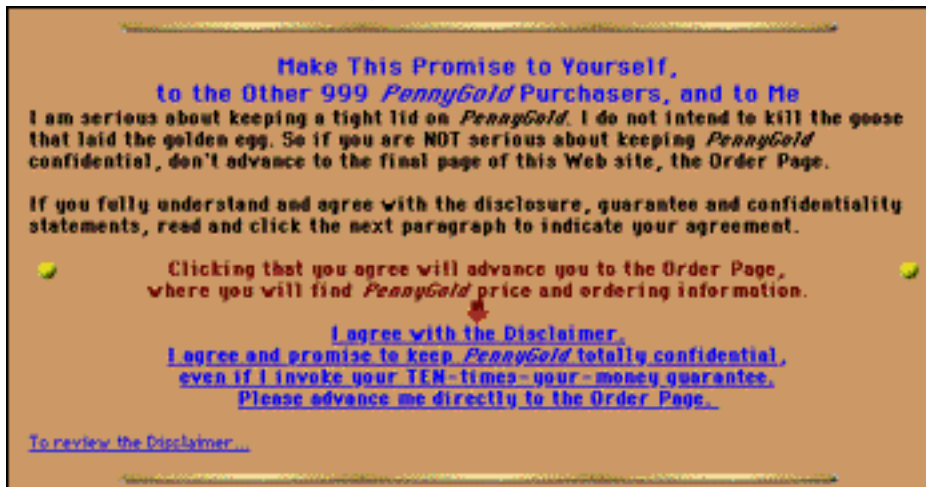 Make This Promise to Yourself,
to the Other 999 PennyGold Purchasers, and to Me
I am serious about keeping a tight lid on PennyGold. I do not intend to kill the goose
that laid the golden egg. So if you are NOT serious about keeping PennyGold
confidential, don't advance to the final page of this Web site, the Order Page.
If you fully understand and agree with the disclosure, guarantee and confidentiality
statements, read and click the next paragraph to indicate your agreement.
Clicking that you agree will advance you to the Order Page,
where you will find PennyGold price and ordering information.
I agree with the Disclaimer.
I agree and promise to keep PennyGold totally confidential,
even if I invoke your TEN-times-your-money guarantee.
Please advance me directly to the Order Page.
To review the Disclaimer...